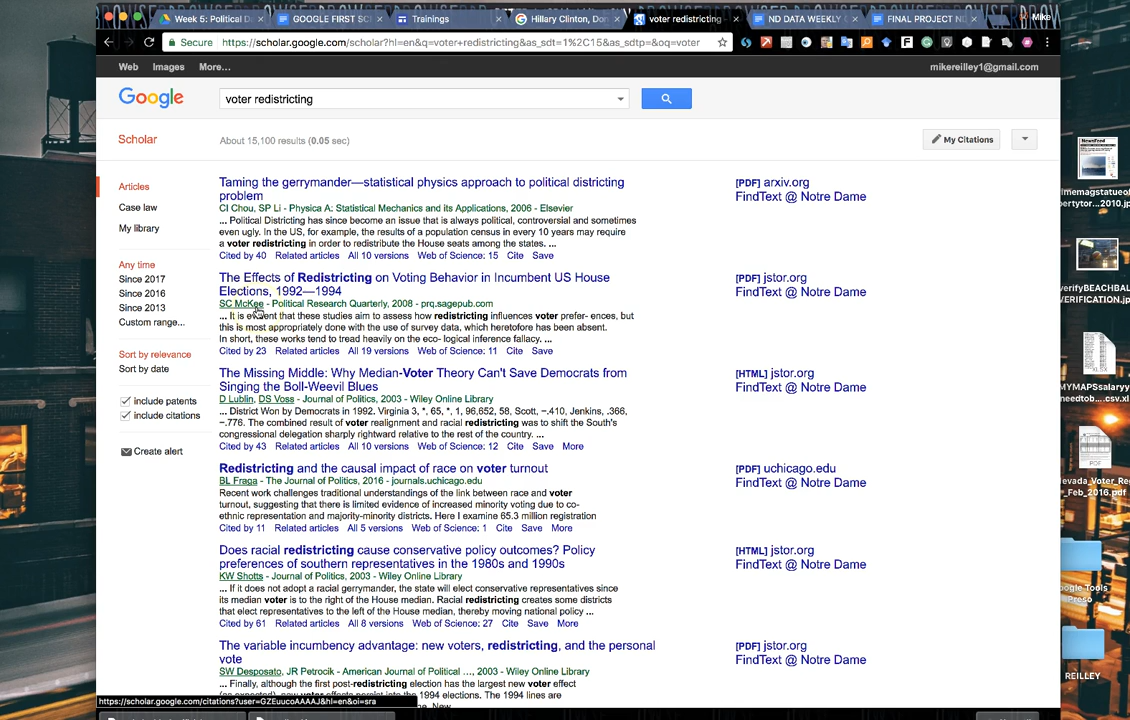 Week 5: Political D
GOOGLE FIRST SC
Trainings
Hillary Clinton, Don
voter redistricting
ND DATA WEEKLY
FINAL PROJECT ND
Mike
Secure
https://scholar.google.com/scholar?hl=en&q=voter+redistricting&as_sdt=1%2C15&as_sdtp=&oq=voter
Web Images More...
mikereilley1@gmail.com
Google
voter redistricting
Scholar
About 15,100 results (0.05 sec)
My Citations
Articles
Case law
My library
Any time
Since 2017
Since 2016
Since 2013
Custom range...
Sort by relevance
Sort by date
include patents
include citations
Create alert
Taming the gerrymander—statistical physics approach to political districting
problem
CI Chou, SP Li - Physica A: Statistical Mechanics and its Applications, 2006 - Elsevier
... Political Districting has since become an issue that is always political, controversial and sometimes
even ugly. In the US, for example, the results of a population census in every 10 years may require
a voter redistricting in order to redistribute the House seats among the states. ...
Cited by 40 Related articles All 10 versions Web of Science: 15 Cite Save
[PDF] arxiv.org
FindText @ Notre Dame
The Effects of Redistricting on Voting Behavior in Incumbent US House
Elections, 1992—1994
SC McKee - Political Research Quarterly, 2008 - prq.sagepub.com
... It is evident that these studies aim to assess how redistricting influences voter prefer- ences, but
this is most appropriately done with the use of survey data, which heretofore has been absent.
In short, these works tend to tread heavily on the eco- logical inference fallacy. ...
Cited by 23 Related articles All 19 versions Web of Science: 11 Cite Save
[PDF] jstor.org
FindText @ Notre Dame
The Missing Middle: Why Median-Voter Theory Can't Save Democrats from
Singing the Boll-Weevil Blues
D Lublin, DS Voss - Journal of Politics, 2003 - Wiley Online Library
... District Won by Democrats in 1992. Virginia 3, *, 65, *, 1, 96,652, 58, Scott, −.410, Jenkins, .366,
−.776. The combined result of voter realignment and racial redistricting was to shift the South's
congressional delegation sharply rightward relative to the rest of the country. ...
Cited by 43 Related articles All 10 versions Web of Science: 12 Cite Save More
[HTML] jstor.org
FindText @ Notre Dame
Redistricting and the causal impact of race on voter turnout
BL Fraga - The Journal of Politics, 2016 - journals.uchicago.edu
Recent work challenges traditional understandings of the link between race and voter
turnout, suggesting that there is limited evidence of increased minority voting due to co-
ethnic representation and majority-minority districts. Here I examine 65.3 million registration
Cited by 11 Related articles All 5 versions Web of Science: 1 Cite Save More
[PDF] uchicago.edu
FindText @ Notre Dame
Does racial redistricting cause conservative policy outcomes? Policy
preferences of southern representatives in the 1980s and 1990s
KW Shotts - Journal of Politics, 2003 - Wiley Online Library
... If it does not adopt a racial gerrymander, the state will elect conservative representatives since
its median voter is to the right of the House median. Racial redistricting creates some districts
that elect representatives to the left of the House median, thereby moving national policy ...
Cited by 61 Related articles All 8 versions Web of Science: 27 Cite Save More
[HTML] jstor.org
FindText @ Notre Dame
The variable incumbency advantage: new voters, redistricting, and the personal
vote
SW Desposato, JR Petrocik - American Journal of Political ..., 2003 - Wiley Online Library
... Finally, although the first post-redistricting election has the largest new voter effect
1994 elections. The 1994 lines are
[PDF] jstor.org
FindText @ Notre Dame
https://scholar.google.com/citations?user=GZEuucoAAAAJ&hl=en&oi=sra
memagstatueof
bertytor...2010.jp
verifyBEACHBAL
VERIFICATION.jp
XLSX
MYMAPSsalaryy
needtob....csv.xl
PDF
evada_Voter_Re
_Feb_2016.pdf
oogle Tools
Preso
REILLEY